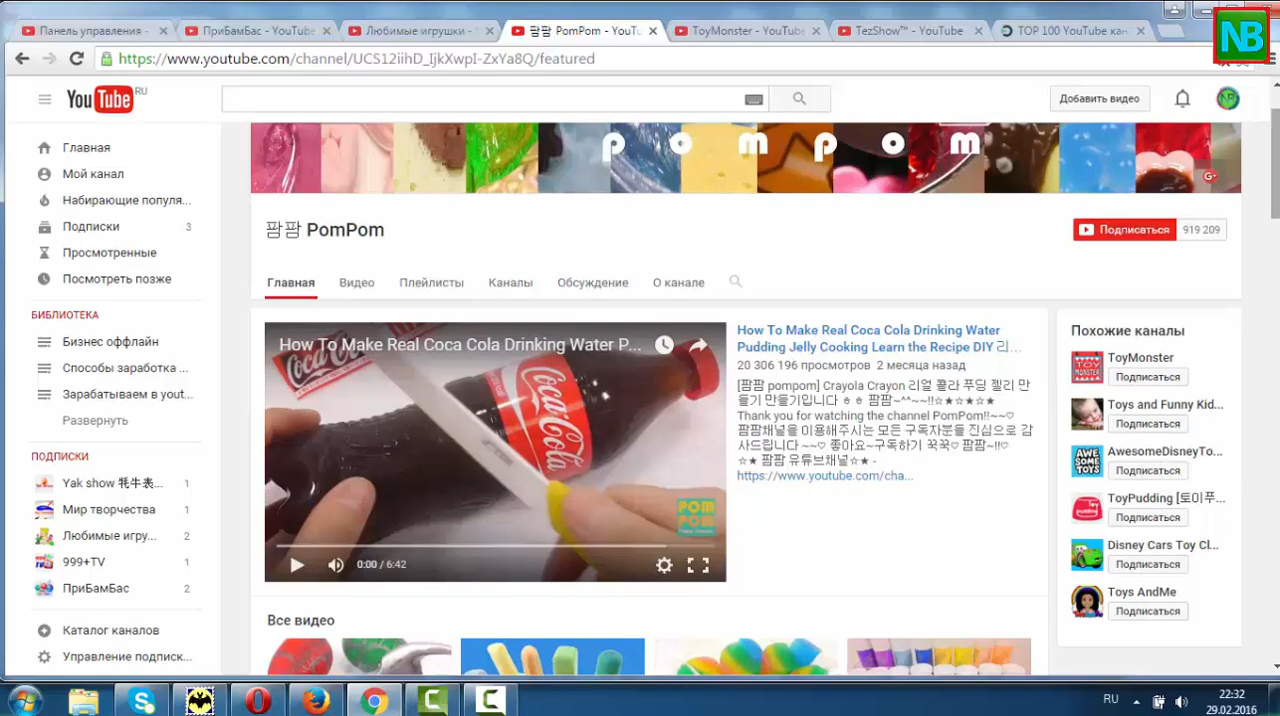 Панель управления -
ПриБамБас - YouTube
Любимые игрушки -
팜팜 PomPom - YouTu
ToyMonster - YouTube
TezShow™ - YouTube
TOP 100 YouTube кан
NB
https://www.youtube.com/channel/UCS12iihD_IjkXwpI-ZxYa8Q/featured
YouTube RU
Добавить видео
p o m p o m
Главная
Мой канал
Набирающие популя...
Подписки 3
Просмотренные
Посмотреть позже
БИБЛИОТЕКА
Бизнес оффлайн
Способы заработка ...
Зарабатываем в yout...
Развернуть
ПОДПИСКИ
Yak show 牦牛表... 1
Мир творчества 1
Любимые игру... 2
999+TV 1
ПриБамБас 2
Каталог каналов
Управление подписк...
팜팜 PomPom
Подписаться 919 209
Главная Видео Плейлисты Каналы Обсуждение О канале
How To Make Real Coca Cola Drinking Water P...
Coca-Cola
POM
POM
0:00 / 6:42
How To Make Real Coca Cola Drinking Water
Pudding Jelly Cooking Learn the Recipe DIY 리...
20 306 196 просмотров 2 месяца назад
[팜팜 pompom] Crayola Crayon 리얼 콜라 푸딩 젤리 만
들기 만들기입니다 ㅎㅎ 팜팜~^^~~!!☆★☆★☆★
Thank you for watching the channel PomPom!!~~♡
팜팜채널을 이용해주시는 모든 구독자분을 진심으로 감
사드립니다 ~~♡ 좋아요~구독하기 꾹꾹♡ 팜팜~!!♡
☆★ 팜팜 유튜브채널☆★ -
https://www.youtube.com/cha...
Похожие каналы
ToyMonster
Подписаться
Toys and Funny Kid...
Подписаться
AwesomeDisneyTo...
Подписаться
ToyPudding [토이푸...
Подписаться
Disney Cars Toy Cl...
Подписаться
Toys AndMe
Подписаться
Все видео
RU
22:32
29.02.2016